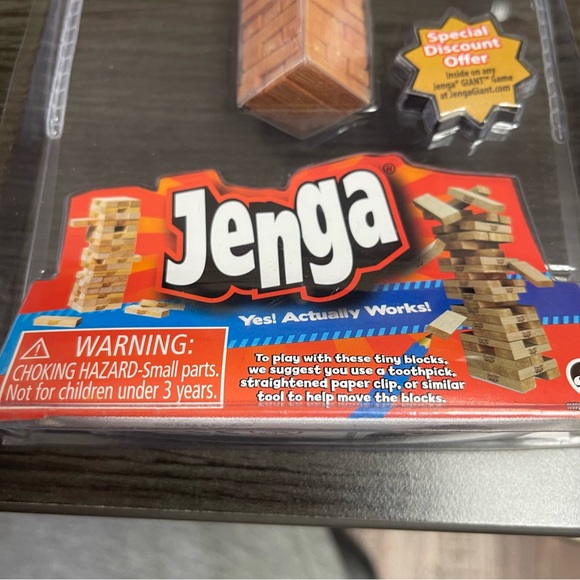 Special
Discount
Offer
Inside on any
Jenga® GIANT™ Game
at JengaGiant.com
Jenga®
Yes! Actually Works!
WARNING:
CHOKING HAZARD-Small parts.
Not for children under 3 years.
To play with these tiny blocks,
we suggest you use a toothpick,
straightened paper clip, or similar
tool to help move the blocks.